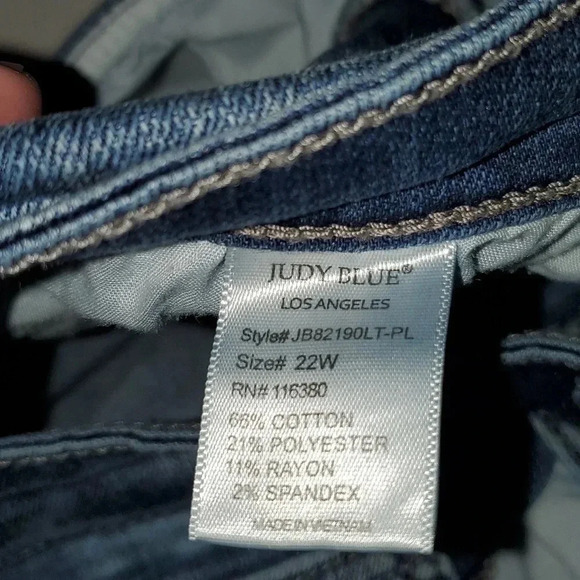 JUDY BLUE®
LOS ANGELES
Style# JB82190LT-PL
Size# 22W
RN# 116380
66% COTTON
21% POLYESTER
11% RAYON
2% SPANDEX
MADE IN VIETNAM